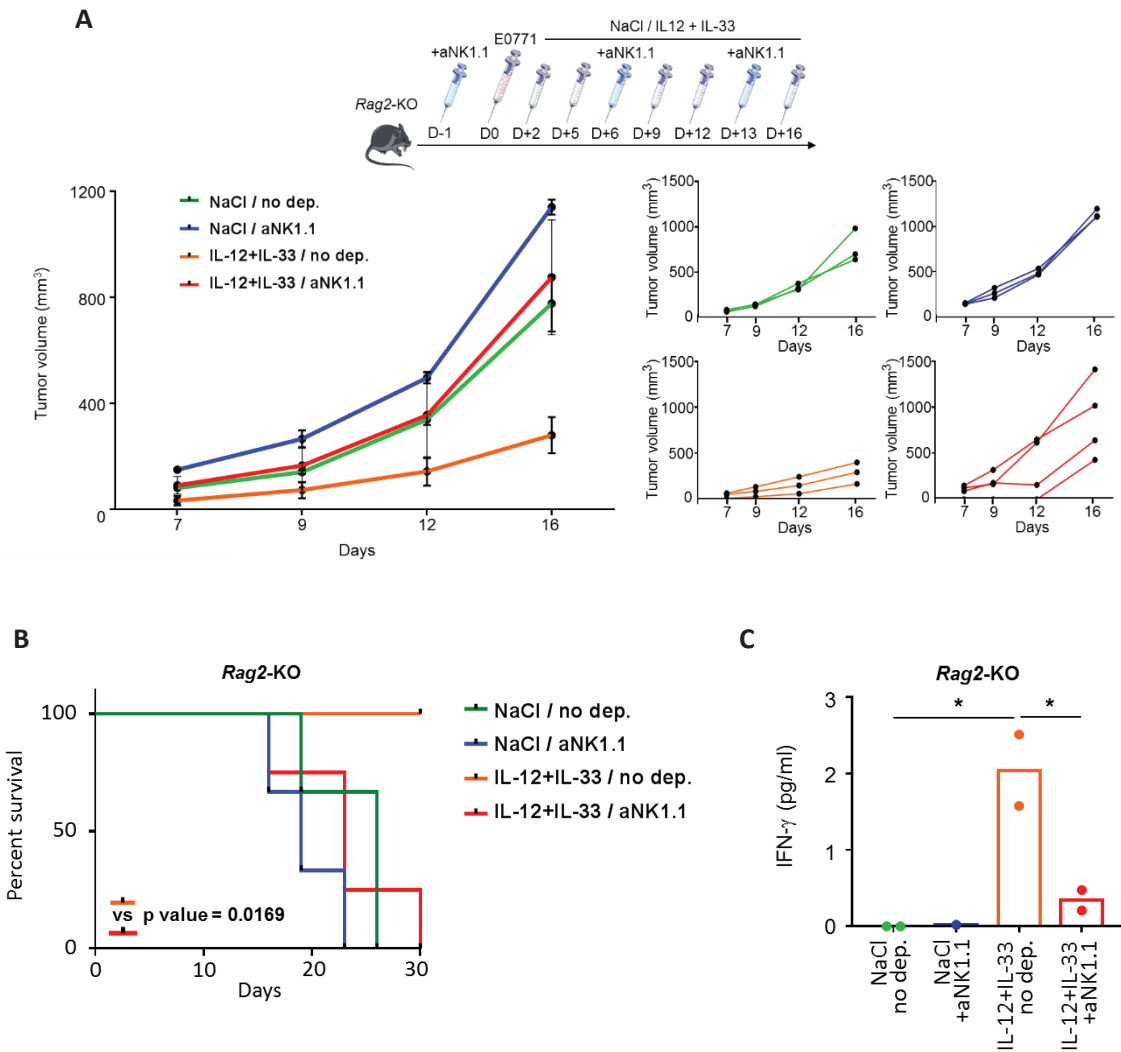 A
NaCl / IL12 + IL-33
E0771
+aNK1.1 +aNK1.1 +aNK1.1
Rag2-KO
D-1 D0 D+2 D+5 D+6 D+9 D+12 D+13 D+16
NaCl / no dep.
NaCl / aNK1.1
IL-12+IL-33 / no dep.
IL-12+IL-33 / aNK1.1
Tumor volume (mm³)
1200
800
400
0
7 9 12 16
Days
Tumor volume (mm³)
1500
1000
500
0
7 9 12 16
Days
Tumor volume (mm³)
1500
1000
500
0
7 9 12 16
Days
Tumor volume (mm³)
1500
1000
500
0
7 9 12 16
Days
Tumor volume (mm³)
1500
1000
500
0
7 9 12 16
Days
B
Rag2-KO
Percent survival
100
50
0
vs p value = 0.0169
0 10 20 30
Days
NaCl / no dep.
NaCl / aNK1.1
IL-12+IL-33 / no dep.
IL-12+IL-33 / aNK1.1
C
Rag2-KO
* *
IFN-γ (pg/ml)
3
2
1
0
NaCl
no dep.
NaCl
+aNK1.1
IL-12+IL-33
no dep.
IL-12+IL-33
+aNK1.1